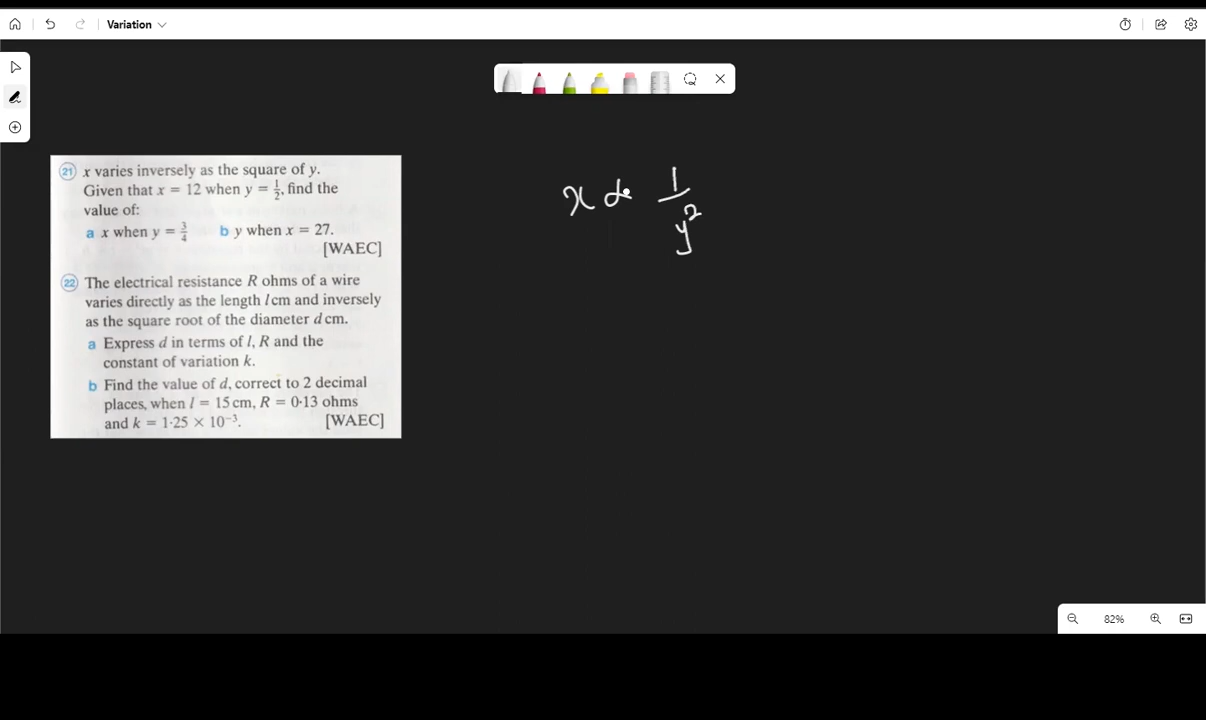 Variation
21 x varies inversely as the square of y.
Given that x = 12 when y = 1/2, find the
value of:
a x when y = 3/4 b y when x = 27.
[WAEC]
22 The electrical resistance R ohms of a wire
varies directly as the length l cm and inversely
as the square root of the diameter d cm.
a Express d in terms of l, R and the
constant of variation k.
b Find the value of d, correct to 2 decimal
places, when l = 15 cm, R = 0·13 ohms
and k = 1·25 × 10⁻³. [WAEC]
x ∝ 1/y²
82%